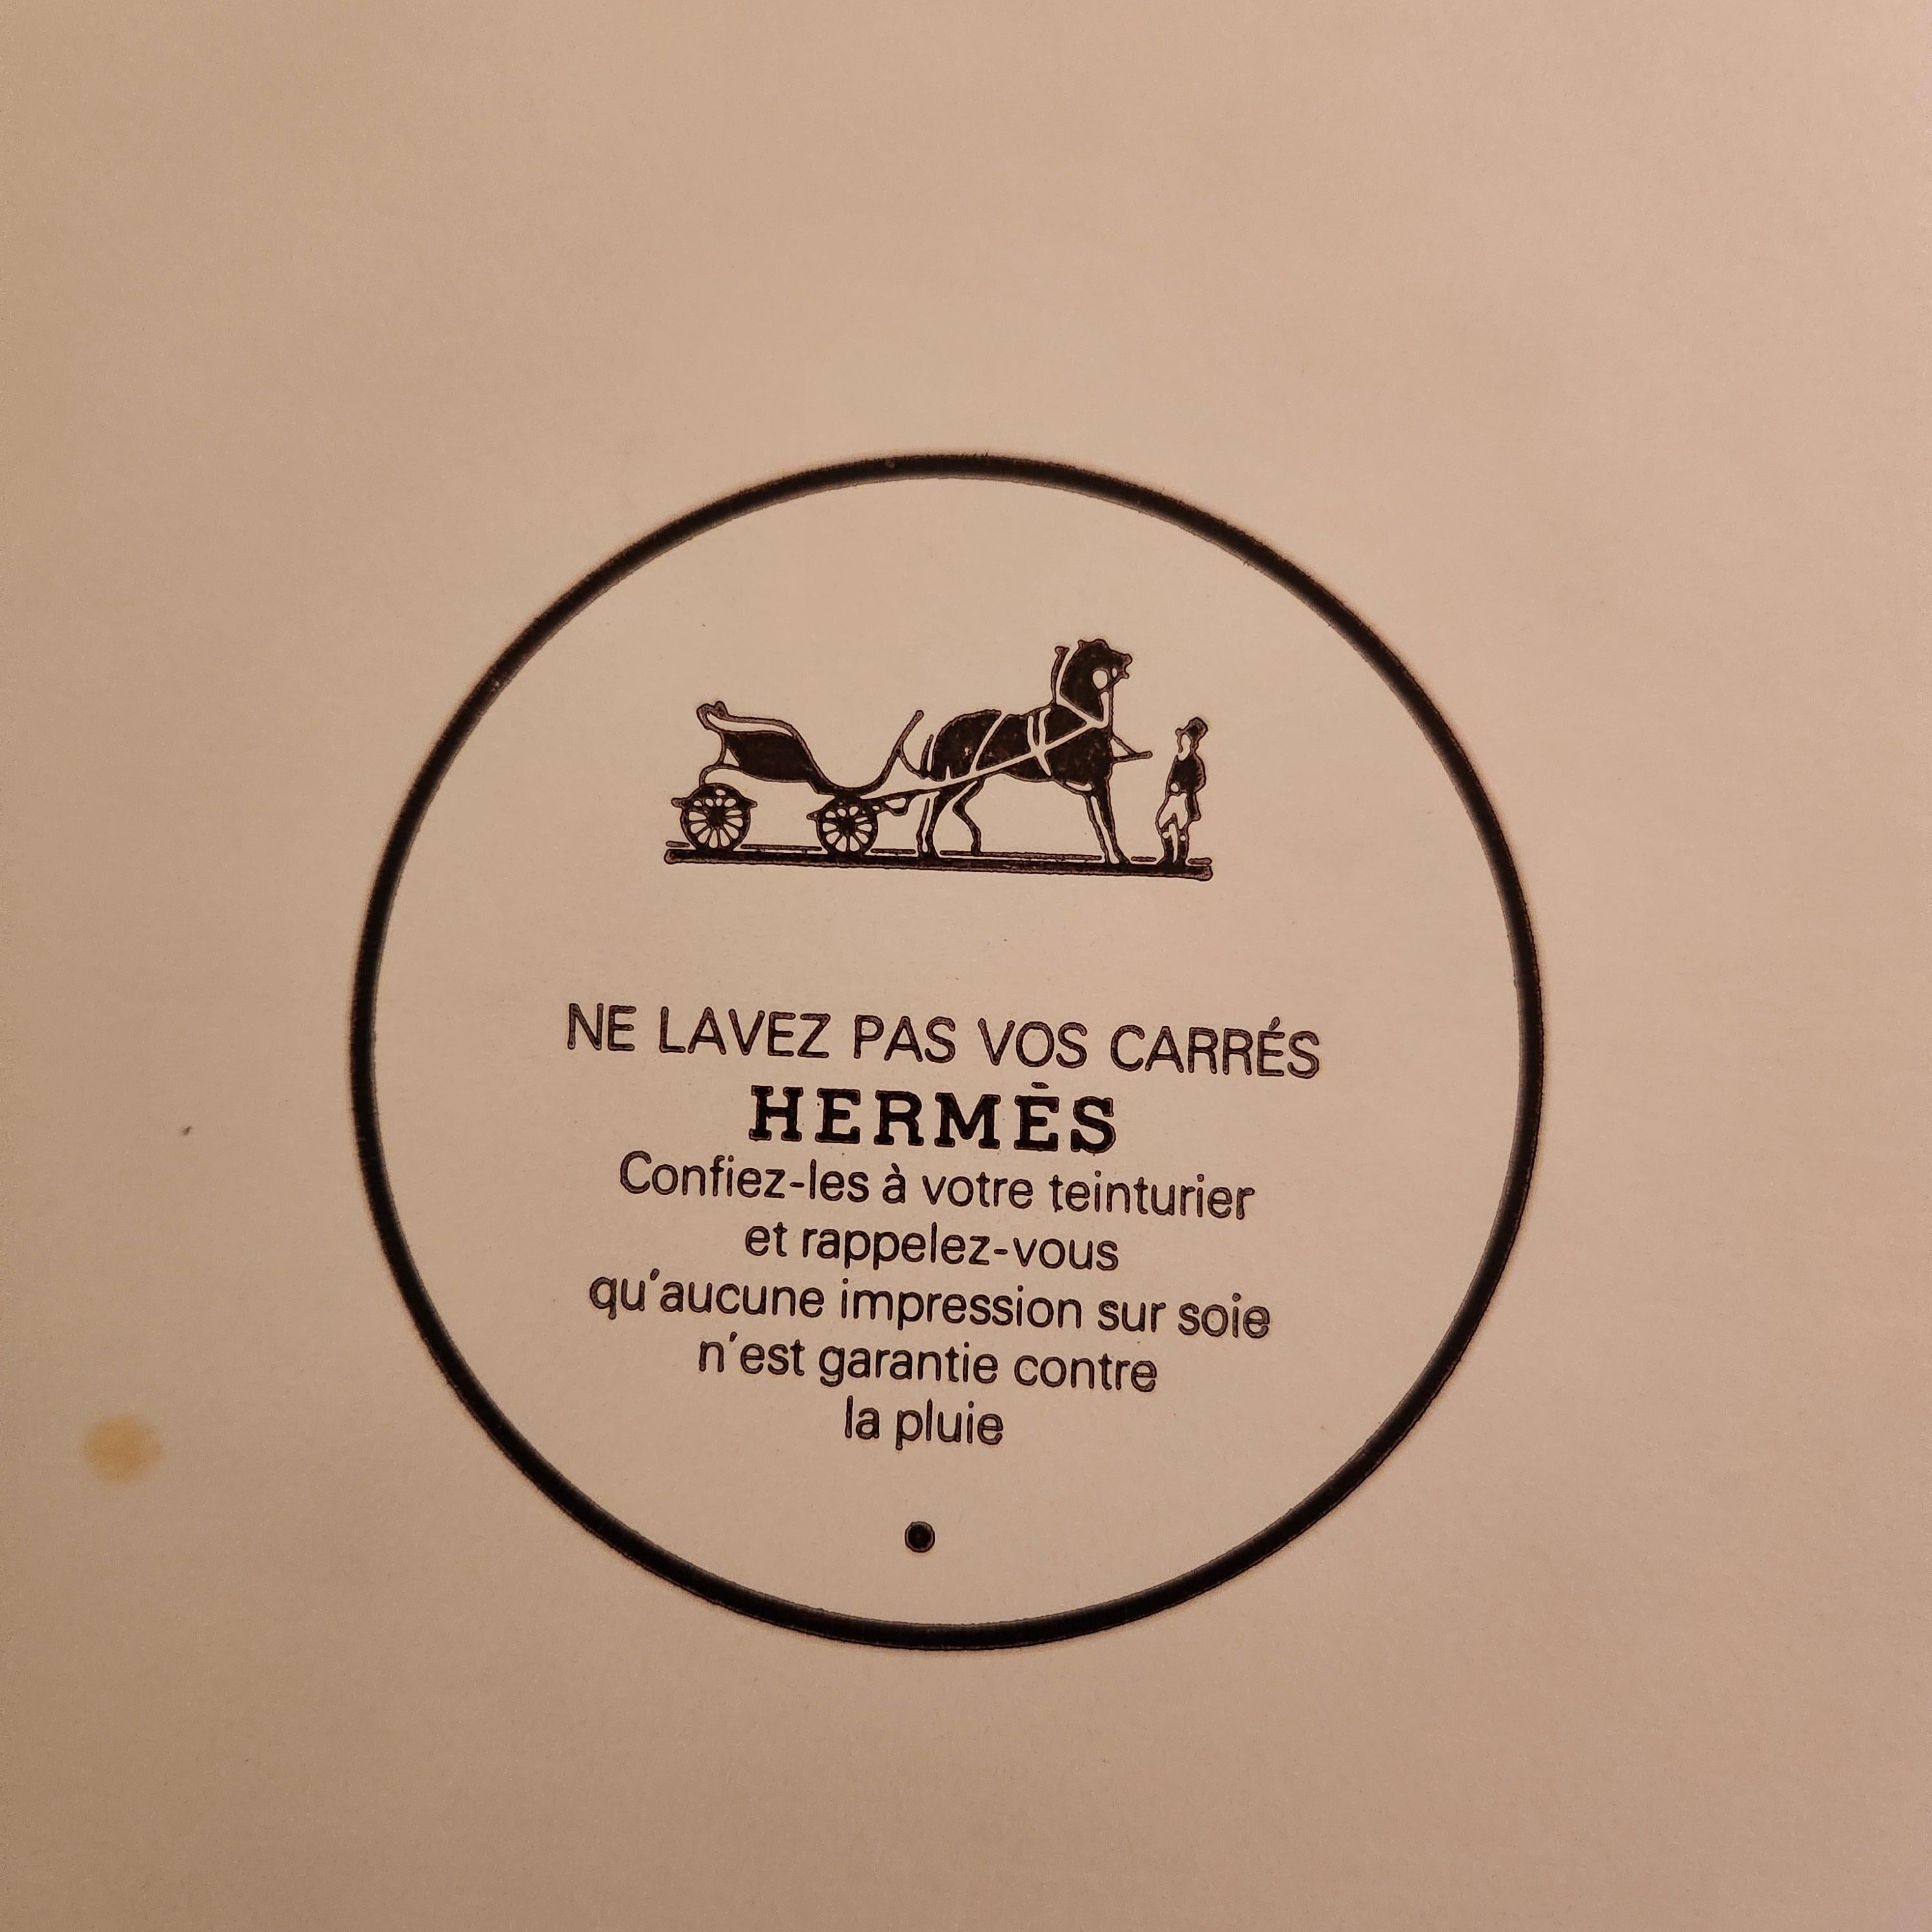 NE LAVEZ PAS VOS CARRÉS
HERMÈS
Confiez-les à votre teinturier
et rappelez-vous
qu'aucune impression sur soie
n'est garantie contre
la pluie